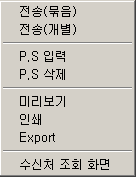 전송(묶음)
전송(개별)
P.S 입력
P.S 삭제
미리보기
인쇄
Export
수신처 조회 화면